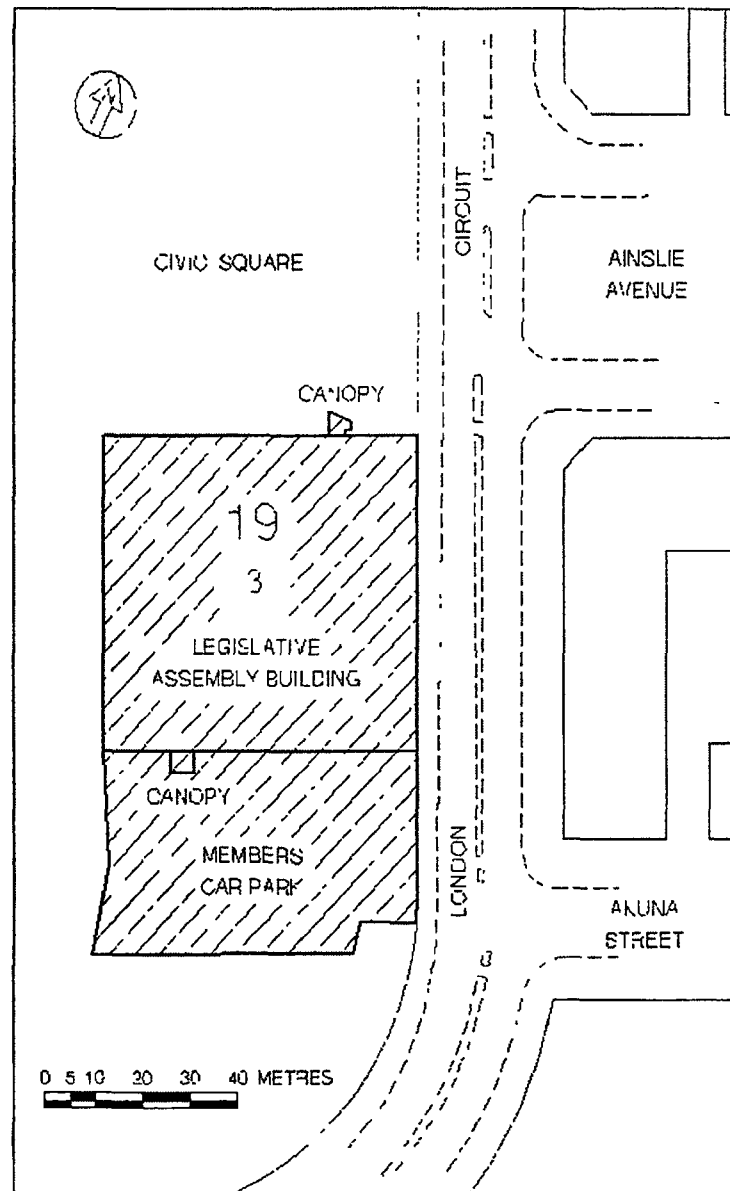 CIRCUIT
CIVIC SQUARE
AINSLIE
AVENUE
CANOPY
19
3
LEGISLATIVE
ASSEMBLY BUILDING
CANOPY
MEMBERS
CAR PARK
LONDON
AKUNA
STREET
0 5 10 20 30 40 METRES